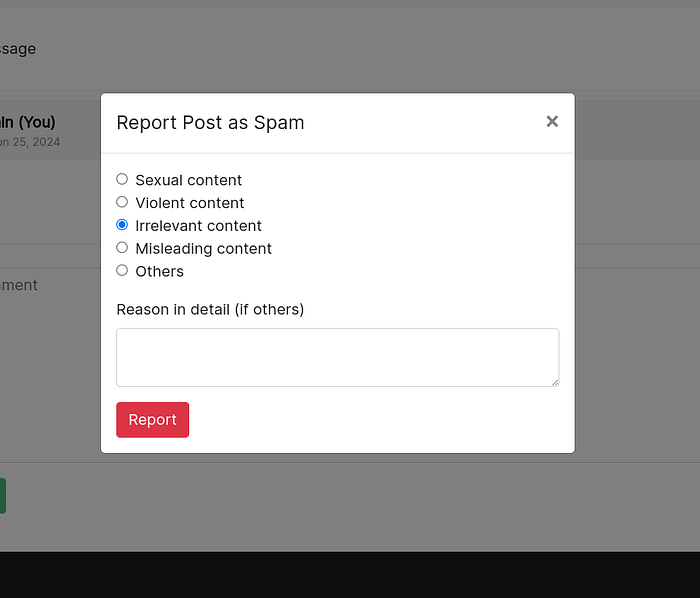 ssage
Report Post as Spam
×
in (You)
un 25, 2024
Sexual content
Violent content
Irrelevant content
Misleading content
Others
ment
Reason in detail (if others)
Report